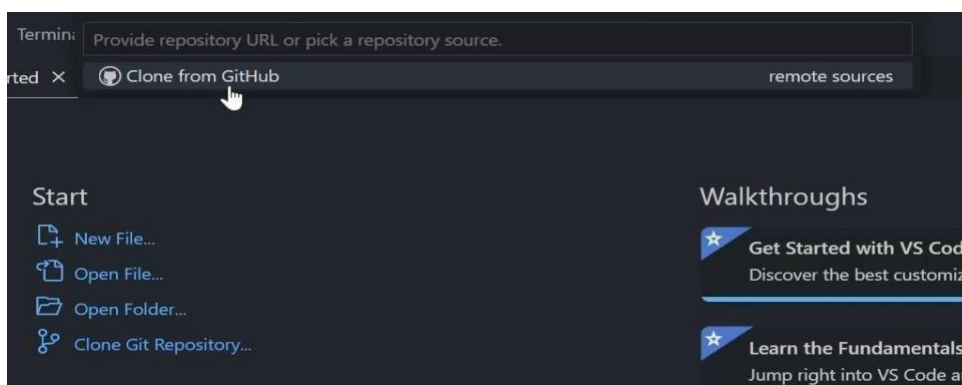 Termina
Provide repository URL or pick a repository source.
rted
Clone from GitHub
remote sources
Start
New File...
Open File...
Open Folder...
Clone Git Repository...
Walkthroughs
Get Started with VS Cod
Discover the best customiz
Learn the Fundamentals
Jump right into VS Code a